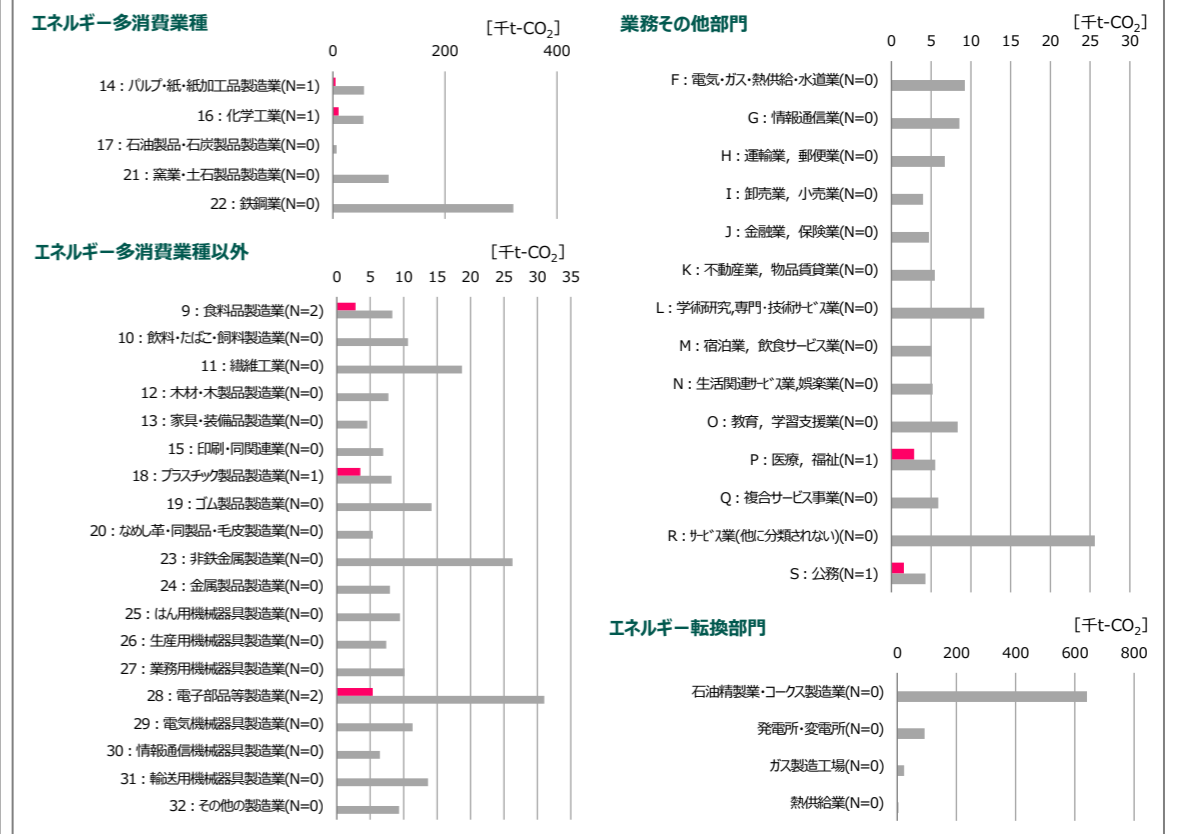 エネルギー多消費業種
[千t-CO₂]
0 200 400
14：パルプ・紙・紙加工品製造業(N=1)
16：化学工業(N=1)
17：石油製品・石炭製品製造業(N=0)
21：窯業・土石製品製造業(N=0)
22：鉄鋼業(N=0)
エネルギー多消費業種以外
[千t-CO₂]
0 5 10 15 20 25 30 35
9：食料品製造業(N=2)
10：飲料・たばこ・飼料製造業(N=0)
11：繊維工業(N=0)
12：木材・木製品製造業(N=0)
13：家具・装備品製造業(N=0)
15：印刷・同関連業(N=0)
18：プラスチック製品製造業(N=1)
19：ゴム製品製造業(N=0)
20：なめし革・同製品・毛皮製造業(N=0)
23：非鉄金属製造業(N=0)
24：金属製品製造業(N=0)
25：はん用機械器具製造業(N=0)
26：生産用機械器具製造業(N=0)
27：業務用機械器具製造業(N=0)
28：電子部品等製造業(N=2)
29：電気機械器具製造業(N=0)
30：情報通信機械器具製造業(N=0)
31：輸送用機械器具製造業(N=0)
32：その他の製造業(N=0)
業務その他部門
[千t-CO₂]
0 5 10 15 20 25 30
F：電気・ガス・熱供給・水道業(N=0)
G：情報通信業(N=0)
H：運輸業，郵便業(N=0)
I：卸売業，小売業(N=0)
J：金融業，保険業(N=0)
K：不動産業，物品賃貸業(N=0)
L：学術研究,専門・技術サービス業(N=0)
M：宿泊業，飲食サービス業(N=0)
N：生活関連サービス業,娯楽業(N=0)
O：教育，学習支援業(N=0)
P：医療，福祉(N=1)
Q：複合サービス事業(N=0)
R：サービス業(他に分類されない)(N=0)
S：公務(N=1)
エネルギー転換部門
[千t-CO₂]
0 200 400 600 800
石油精製業・コークス製造業(N=0)
発電所・変電所(N=0)
ガス製造工場(N=0)
熱供給業(N=0)